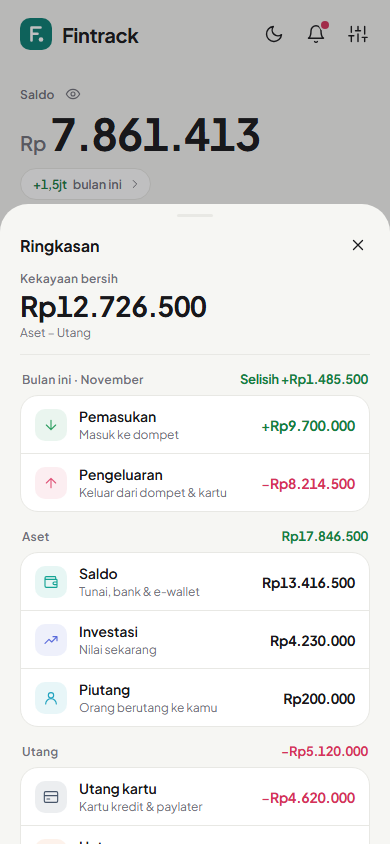 F.
Fintrack
Saldo
Rp 7.861.413
+1,5jt bulan ini
Ringkasan
Kekayaan bersih
Rp12.726.500
Aset – Utang
Bulan ini · November
Selisih +Rp1.485.500
Pemasukan
Masuk ke dompet
+Rp9.700.000
Pengeluaran
Keluar dari dompet & kartu
–Rp8.214.500
Aset
Rp17.846.500
Saldo
Tunai, bank & e-wallet
Rp13.416.500
Investasi
Nilai sekarang
Rp4.230.000
Piutang
Orang berutang ke kamu
Rp200.000
Utang
–Rp5.120.000
Utang kartu
Kartu kredit & paylater
–Rp4.620.000